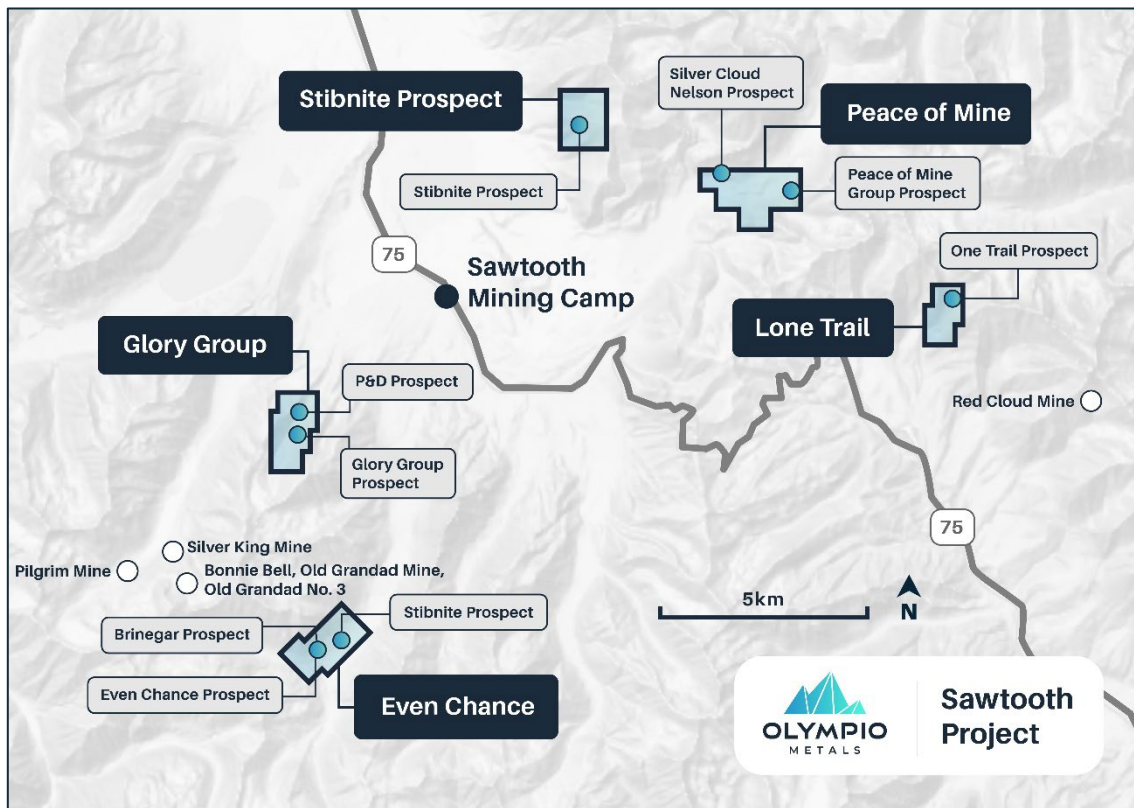 Stibnite Prospect
Stibnite Prospect
Silver Cloud
Nelson Prospect
Peace of Mine
Peace of Mine
Group Prospect
75
Sawtooth
Mining Camp
One Trail Prospect
Lone Trail
Red Cloud Mine
Glory Group
P&D Prospect
Glory Group
Prospect
75
Silver King Mine
Pilgrim Mine
Bonnie Bell, Old Grandad Mine,
Old Grandad No. 3
Brinegar Prospect
Stibnite Prospect
Even Chance Prospect
Even Chance
5km
N
OLYMPIO
METALS
Sawtooth
Project